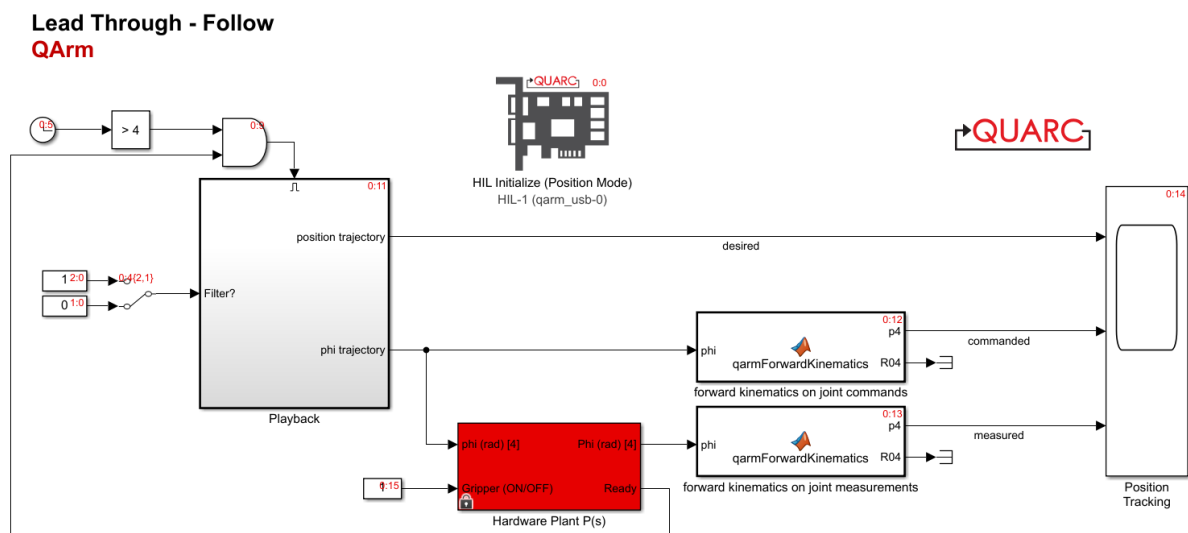 Lead Through - Follow
QArm
QUARC
0:0
0:5
> 4
0:9
QUARC
HIL Initialize (Position Mode)
HIL-1 (qarm_usb-0)
0:11
0:14
position trajectory
desired
1 2:0
0:4{2,1}
Filter?
0 1:0
0:12
p4
commanded
phi trajectory
phi
qarmForwardKinematics
R04
forward kinematics on joint commands
Playback
0:13
p4
measured
phi (rad) [4]
Phi (rad) [4]
phi
qarmForwardKinematics
R04
0:15
Gripper (ON/OFF)
Ready
forward kinematics on joint measurements
Position
Tracking
Hardware Plant P(s)